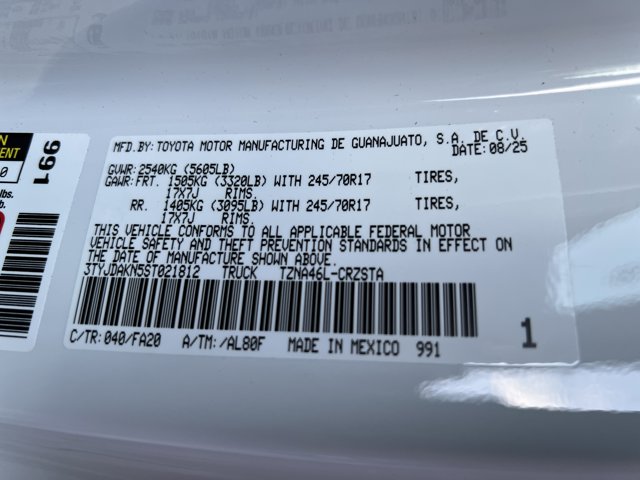 MFD.BY:TOYOTA MOTOR MANUFACTURING DE GUANAJUATO, S.A. DE C.V.
DATE:08/25
GVWR:2540KG (5605LB)
GAWR:FRT. 1505KG (3320LB) WITH 245/70R17 TIRES,
17X7J RIMS.
RR. 1405KG (3095LB) WITH 245/70R17 TIRES,
17X7J RIMS.
THIS VEHICLE CONFORMS TO ALL APPLICABLE FEDERAL MOTOR
VEHICLE SAFETY AND THEFT PREVENTION STANDARDS IN EFFECT ON
THE DATE OF MANUFACTURE SHOWN ABOVE.
3TYJDAKN5ST021812 TRUCK TZNA46L-CRZSTA
C/TR:040/FA20 A/TM:/AL80F MADE IN MEXICO 991
1
991
lbs.
0